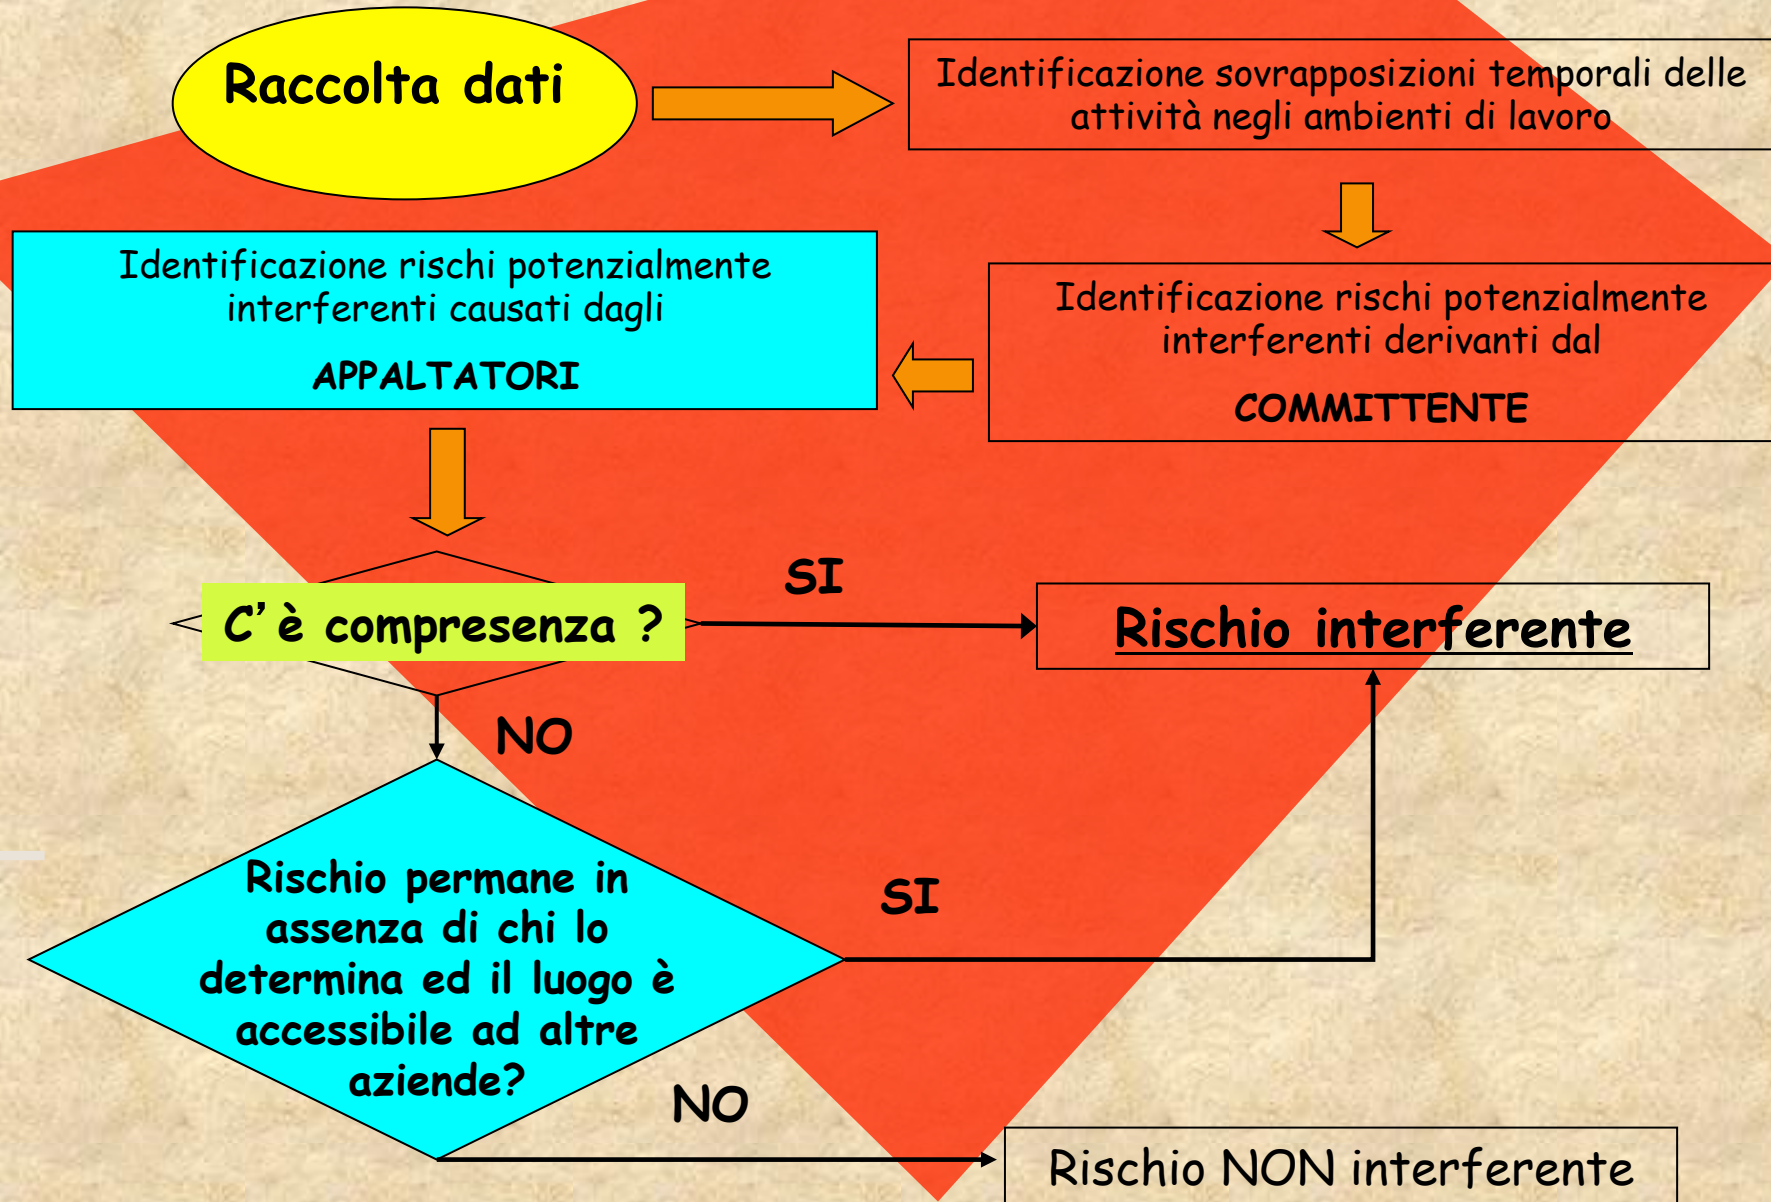 Raccolta dati
Identificazione sovrapposizioni temporali delle
attività negli ambienti di lavoro
Identificazione rischi potenzialmente
interferenti derivanti dal
COMMITTENTE
Identificazione rischi potenzialmente
interferenti causati dagli
APPALTATORI
C'è compresenza ?
SI
Rischio interferente
NO
Rischio permane in
assenza di chi lo
determina ed il luogo è
accessibile ad altre
aziende?
SI
NO
Rischio NON interferente